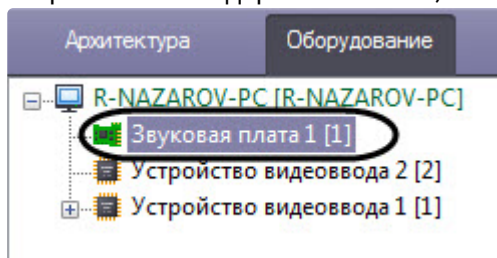 Архитектура Оборудование
R-NAZAROV-PC [R-NAZAROV-PC]
Звуковая плата 1 [1]
Устройство видеоввода 2 [2]
Устройство видеоввода 1 [1]